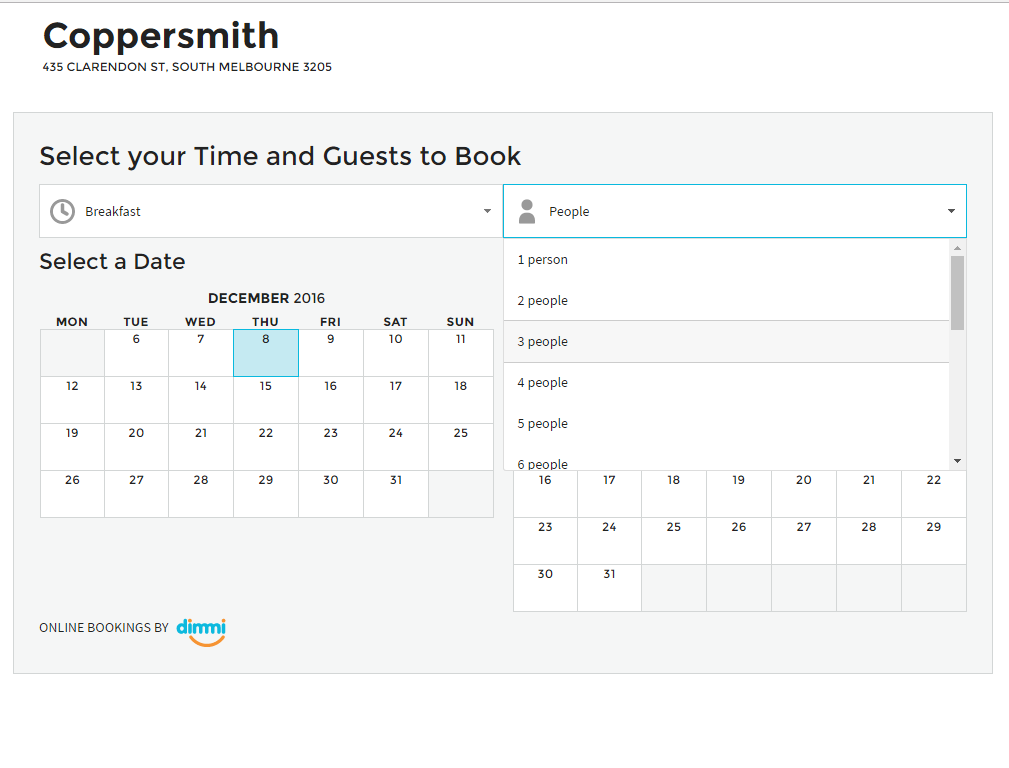 Coppersmith
435 CLARENDON ST, SOUTH MELBOURNE 3205
Select your Time and Guests to Book
Breakfast
People
1 person
2 people
3 people
4 people
5 people
6 people
Select a Date
DECEMBER 2016
MON TUE WED THU FRI SAT SUN
6 7 8 9 10 11
12 13 14 15 16 17 18
19 20 21 22 23 24 25
26 27 28 29 30 31
16 17 18 19 20 21 22
23 24 25 26 27 28 29
30 31
ONLINE BOOKINGS BY dimmi